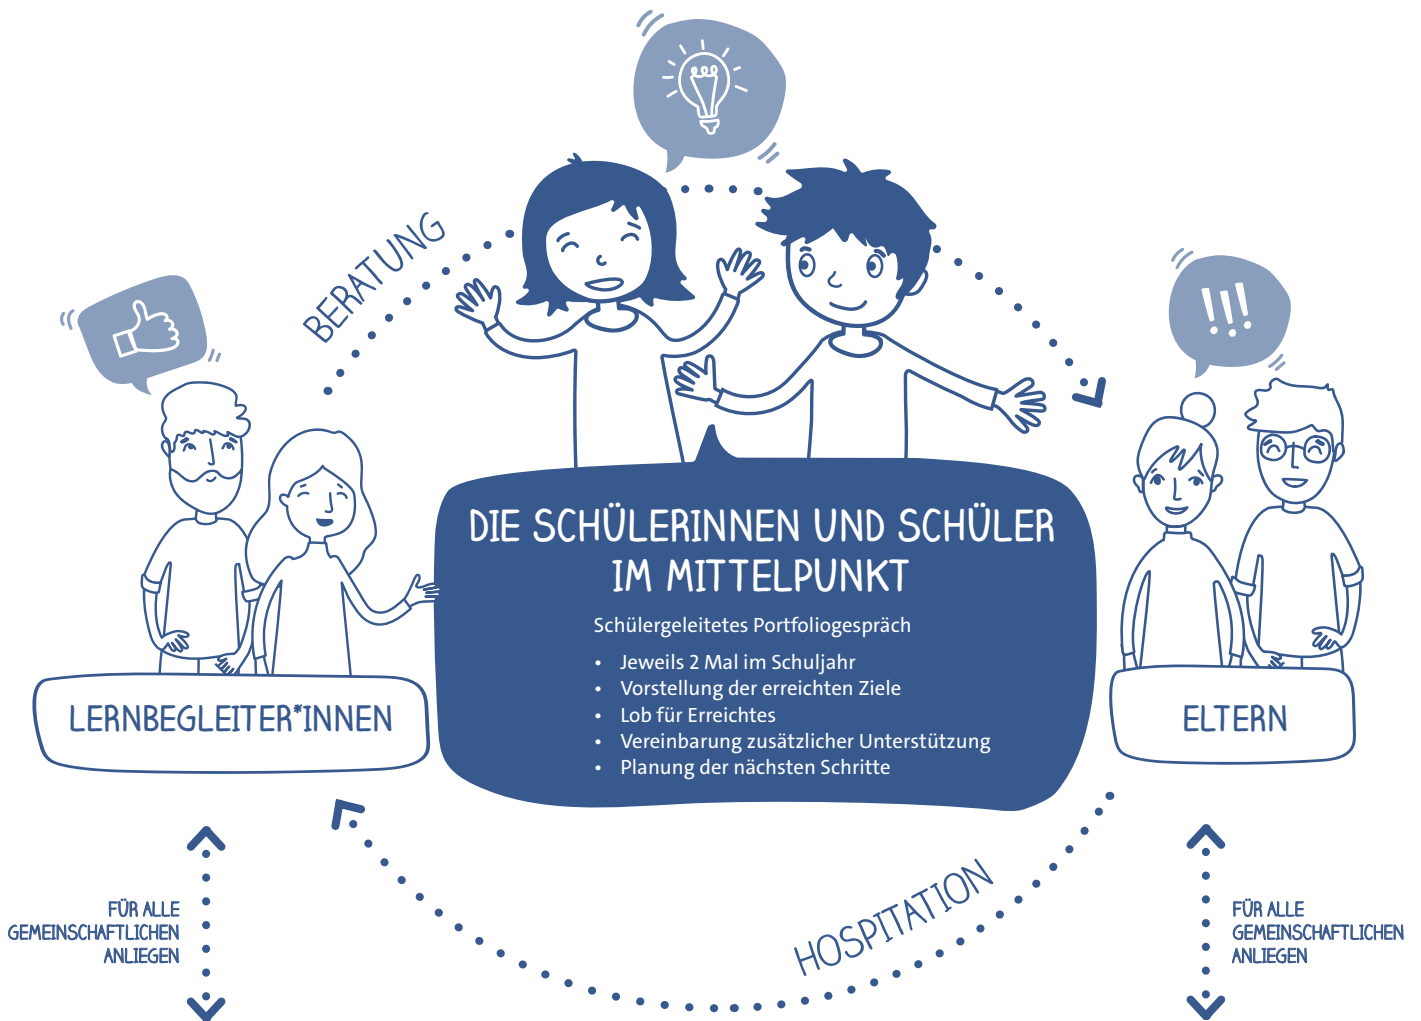 BERATUNG
!!!
DIE SCHÜLERINNEN UND SCHÜLER
IM MITTELPUNKT
Schülergeleitetes Portfoliogespräch
• Jeweils 2 Mal im Schuljahr
• Vorstellung der erreichten Ziele
• Lob für Erreichtes
• Vereinbarung zusätzlicher Unterstützung
• Planung der nächsten Schritte
LERNBEGLEITER*INNEN
ELTERN
HOSPITATION
FÜR ALLE
GEMEINSCHAFTLICHEN
ANLIEGEN
FÜR ALLE
GEMEINSCHAFTLICHEN
ANLIEGEN